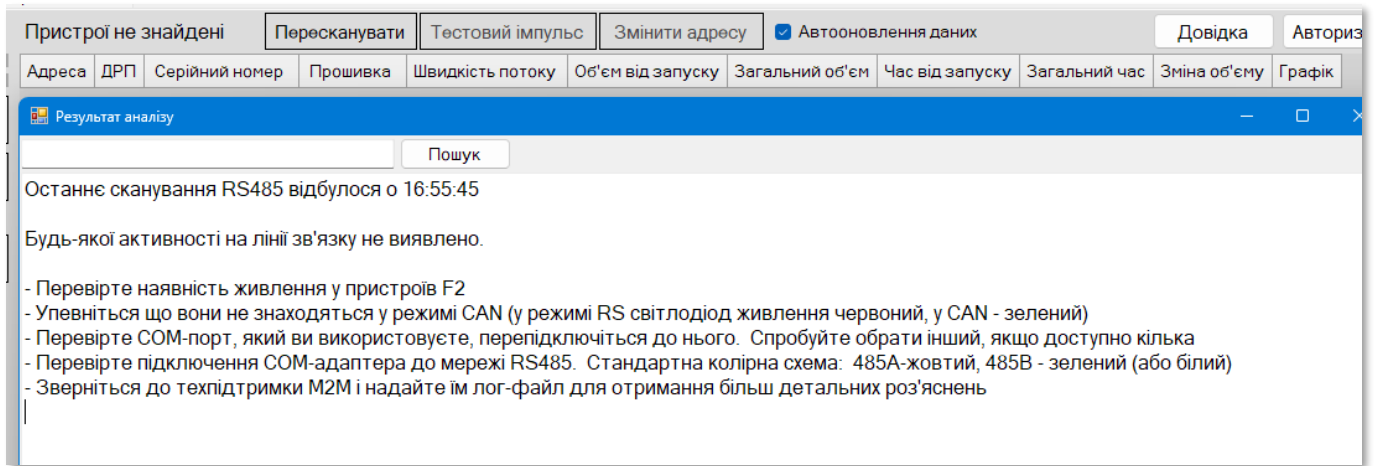 Пристрої не знайдені Пересканувати Тестовий імпульс Змінити адресу Автооновлення даних Довідка Авториз
Адреса ДРП Серійний номер Прошивка Швидкість потоку Об'єм від запуску Загальний об'єм Час від запуску Загальний час Зміна об'єму Графік
Результат аналізу
Пошук
Останнє сканування RS485 відбулося о 16:55:45
Будь-якої активності на лінії зв'язку не виявлено.
- Перевірте наявність живлення у пристроїв F2
- Упевніться що вони не знаходяться у режимі CAN (у режимі RS світлодіод живлення червоний, у CAN - зелений)
- Перевірте COM-порт, який ви використовуєте, перепідключіться до нього. Спробуйте обрати інший, якщо доступно кілька
- Перевірте підключення COM-адаптера до мережі RS485. Стандартна колірна схема: 485A-жовтий, 485B - зелений (або білий)
- Зверніться до техпідтримки M2M і надайте їм лог-файл для отримання більш детальних роз'яснень